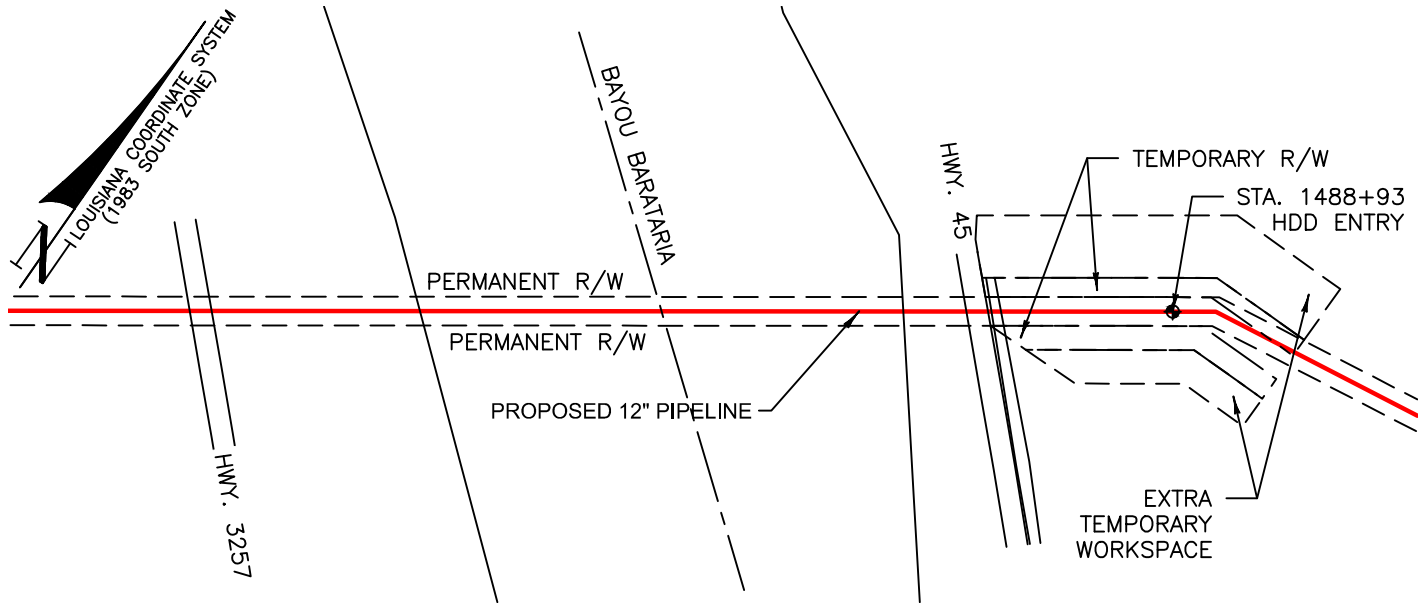 LOUISIANA COORDINATE SYSTEM
(1983 SOUTH ZONE)
BAYOU BARATARIA
HWY. 45
TEMPORARY R/W
STA. 1488+93
HDD ENTRY
PERMANENT R/W
PERMANENT R/W
PROPOSED 12" PIPELINE
HWY. 3257
EXTRA
TEMPORARY
WORKSPACE